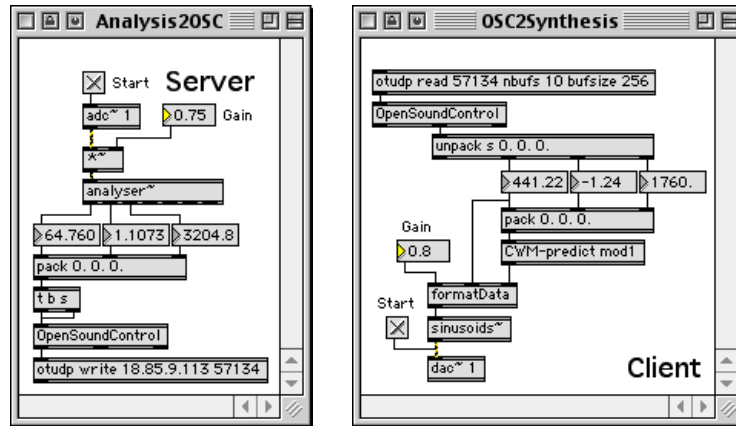 Analysis2OSC
Start
Server
adc~ 1
0.75
Gain
*~
analyser~
64.760
1.1073
3204.8
pack 0. 0. 0.
t b s
OpenSoundControl
otudp write 18.85.9.113 57134
OSC2Synthesis
otudp read 57134 nbufs 10 bufsize 256
OpenSoundControl
unpack s 0. 0. 0.
441.22
-1.24
1760.
pack 0. 0. 0.
Gain
0.8
CWM-predict mod1
formatData
Start
sinusoids~
dac~ 1
Client